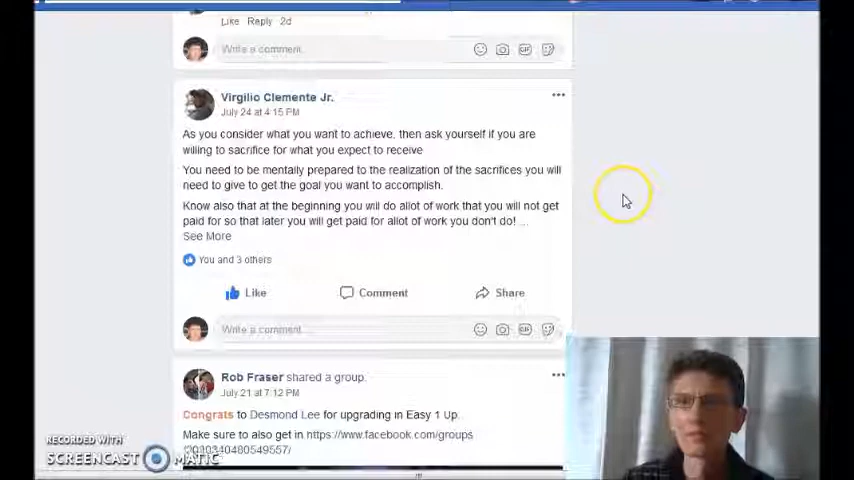 Like Reply 2d
Write a comment.
Virgilio Clemente Jr.
July 24 at 4:15 PM
As you consider what you want to achieve, then ask yourself if you are
willing to sacrifice for what you expect to receive
You need to be mentally prepared to the realization of the sacrifices you will
need to give to get the goal you want to accomplish.
Know also that at the beginning you will do allot of work that you will not get
paid for so that later you will get paid for allot of work you don't do! ...
See More
You and 3 others
Like Comment Share
Write a comment...
Rob Fraser shared a group.
July 21 at 7:12 PM
Congrats to Desmond Lee for upgrading in Easy 1 Up.
Make sure to also get in https://www.facebook.com/groups
RECORDED WITH
SCREENCAST MATIC